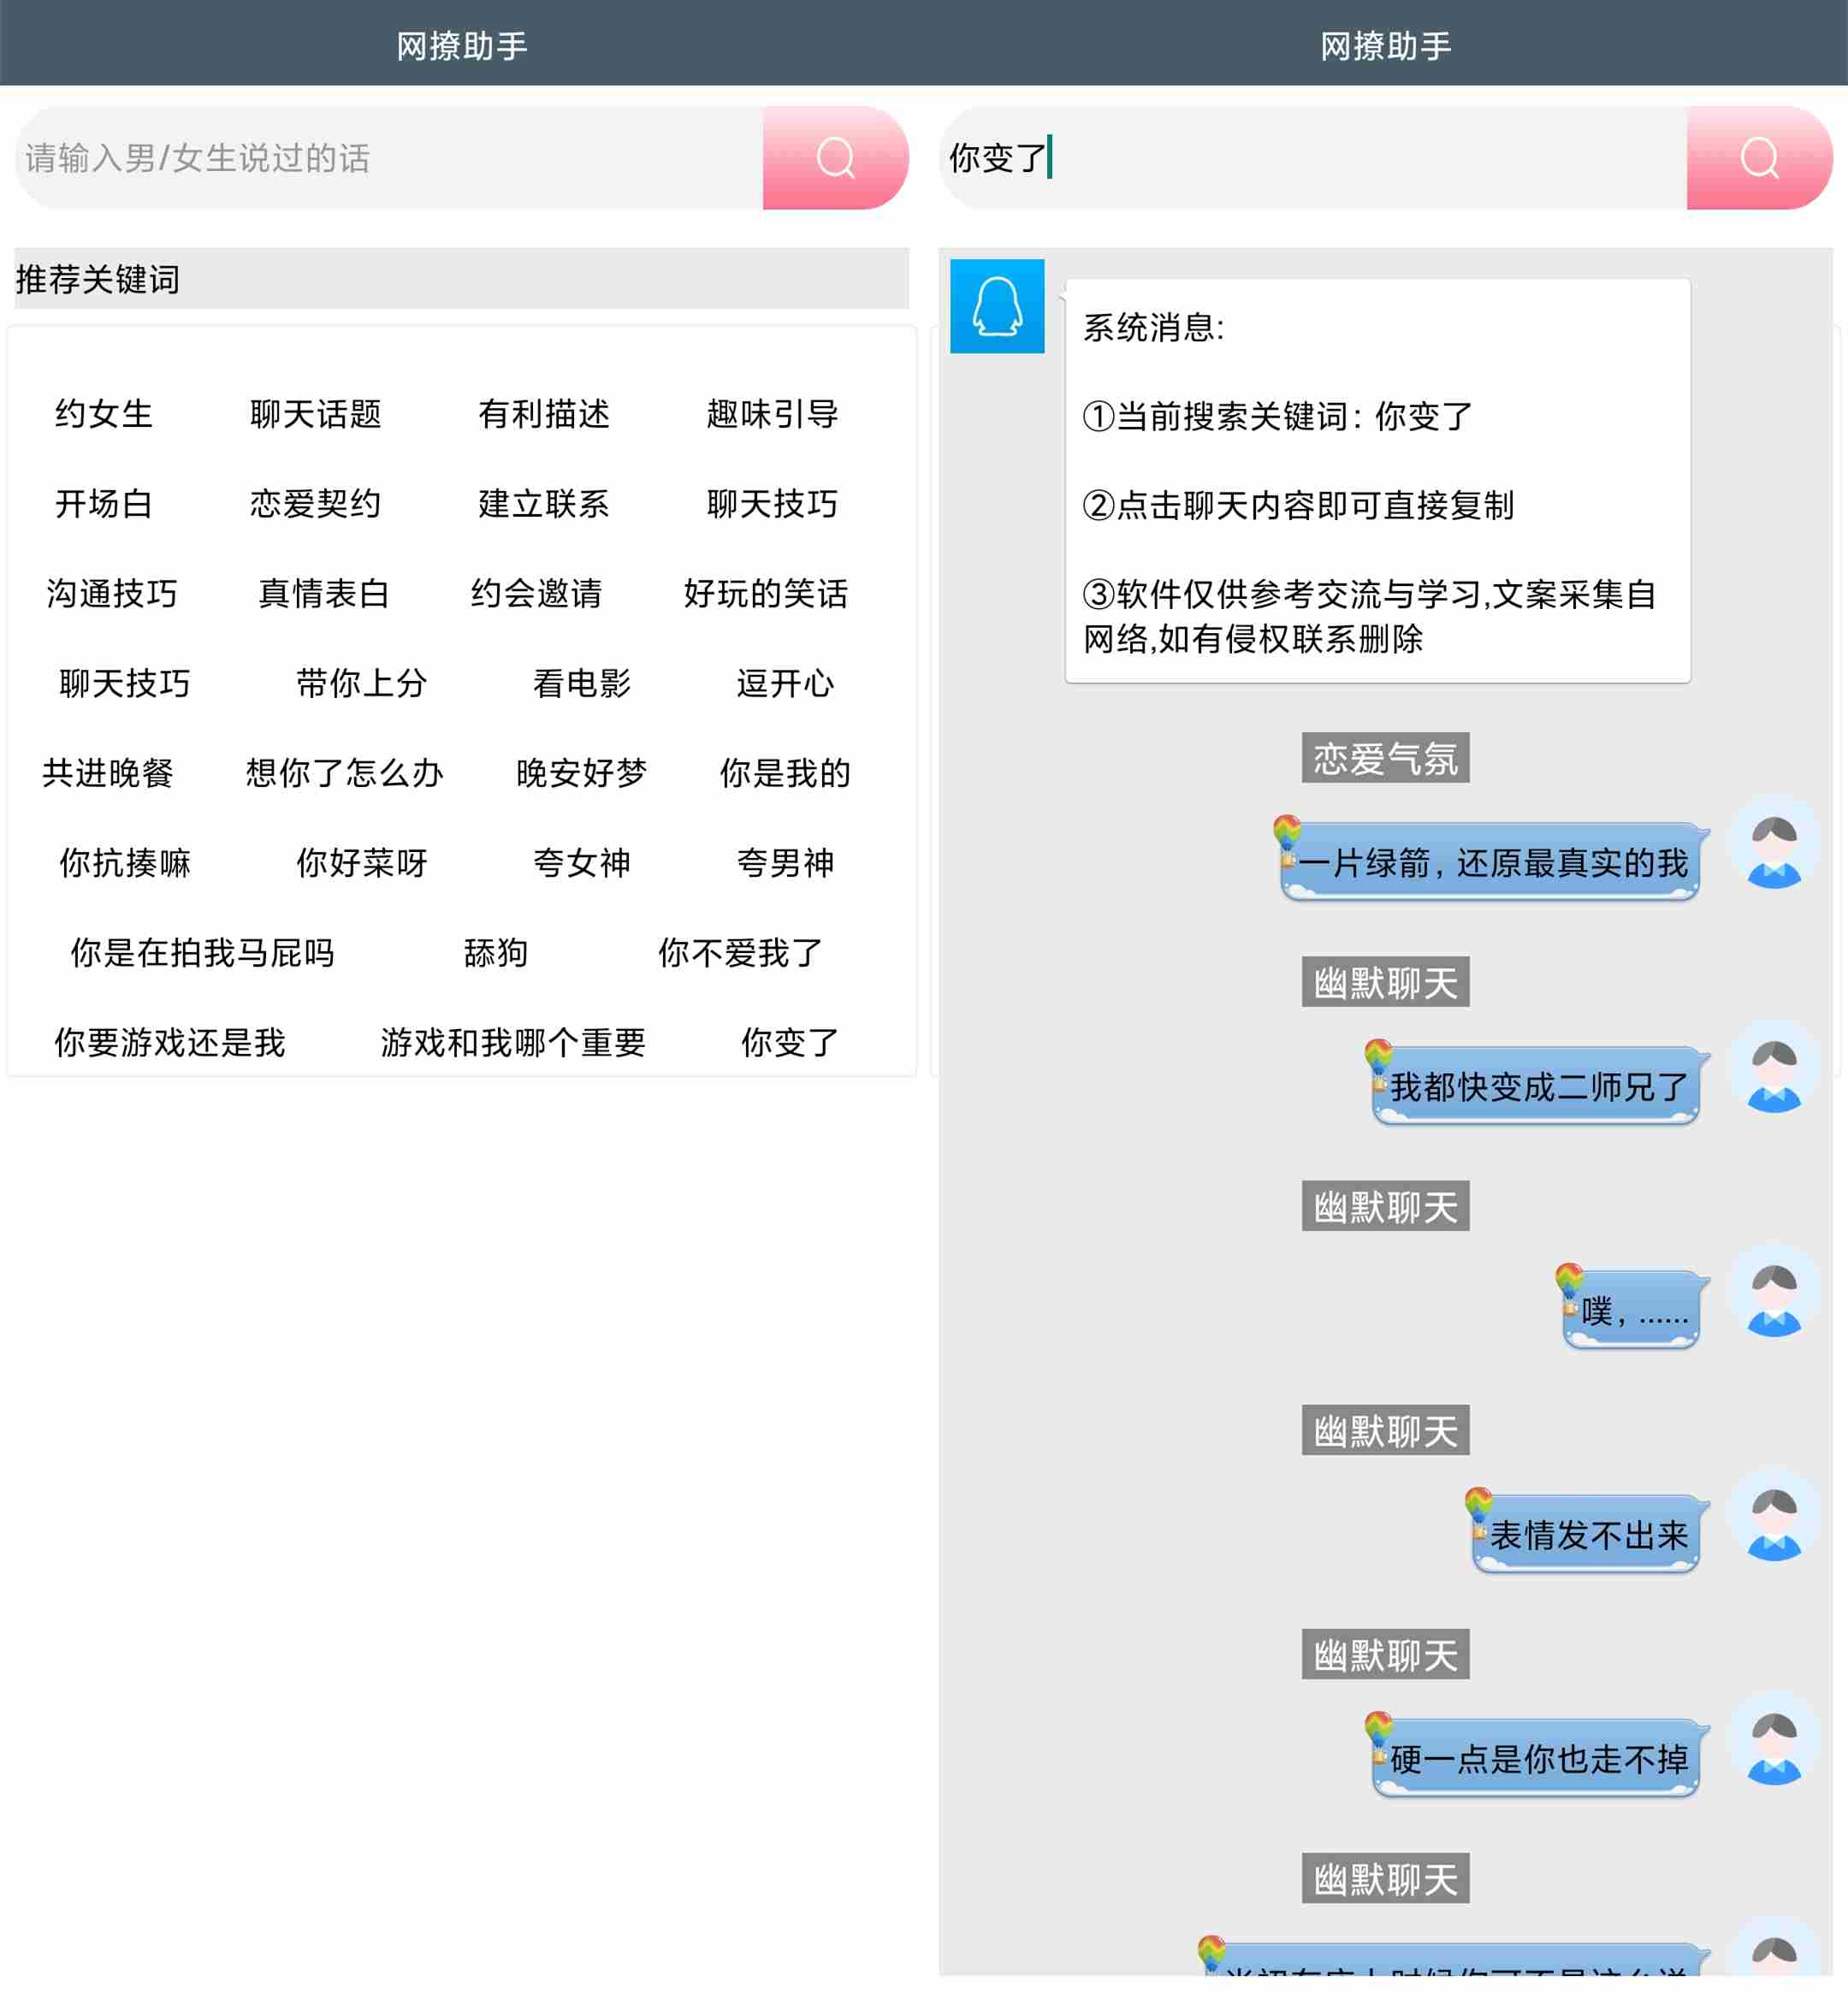 网撩助手
请输入男/女生说过的话
推荐关键词
约女生 聊天话题 有利描述 趣味引导
开场白 恋爱契约 建立联系 聊天技巧
沟通技巧 真情表白 约会邀请 好玩的笑话
聊天技巧 带你上分 看电影 逗开心
共进晚餐 想你了怎么办 晚安好梦 你是我的
你抗揍嘛 你好菜呀 夸女神 夸男神
你是在拍我马屁吗 舔狗 你不爱我了
你要游戏还是我 游戏和我哪个重要 你变了
网撩助手
你变了
系统消息:
①当前搜索关键词：你变了
②点击聊天内容即可直接复制
③软件仅供参考交流与学习,文案采集自
网络,如有侵权联系删除
恋爱气氛
一片绿箭，还原最真实的我
幽默聊天
我都快变成二师兄了
幽默聊天
噗，......
幽默聊天
表情发不出来
幽默聊天
硬一点是你也走不掉
幽默聊天